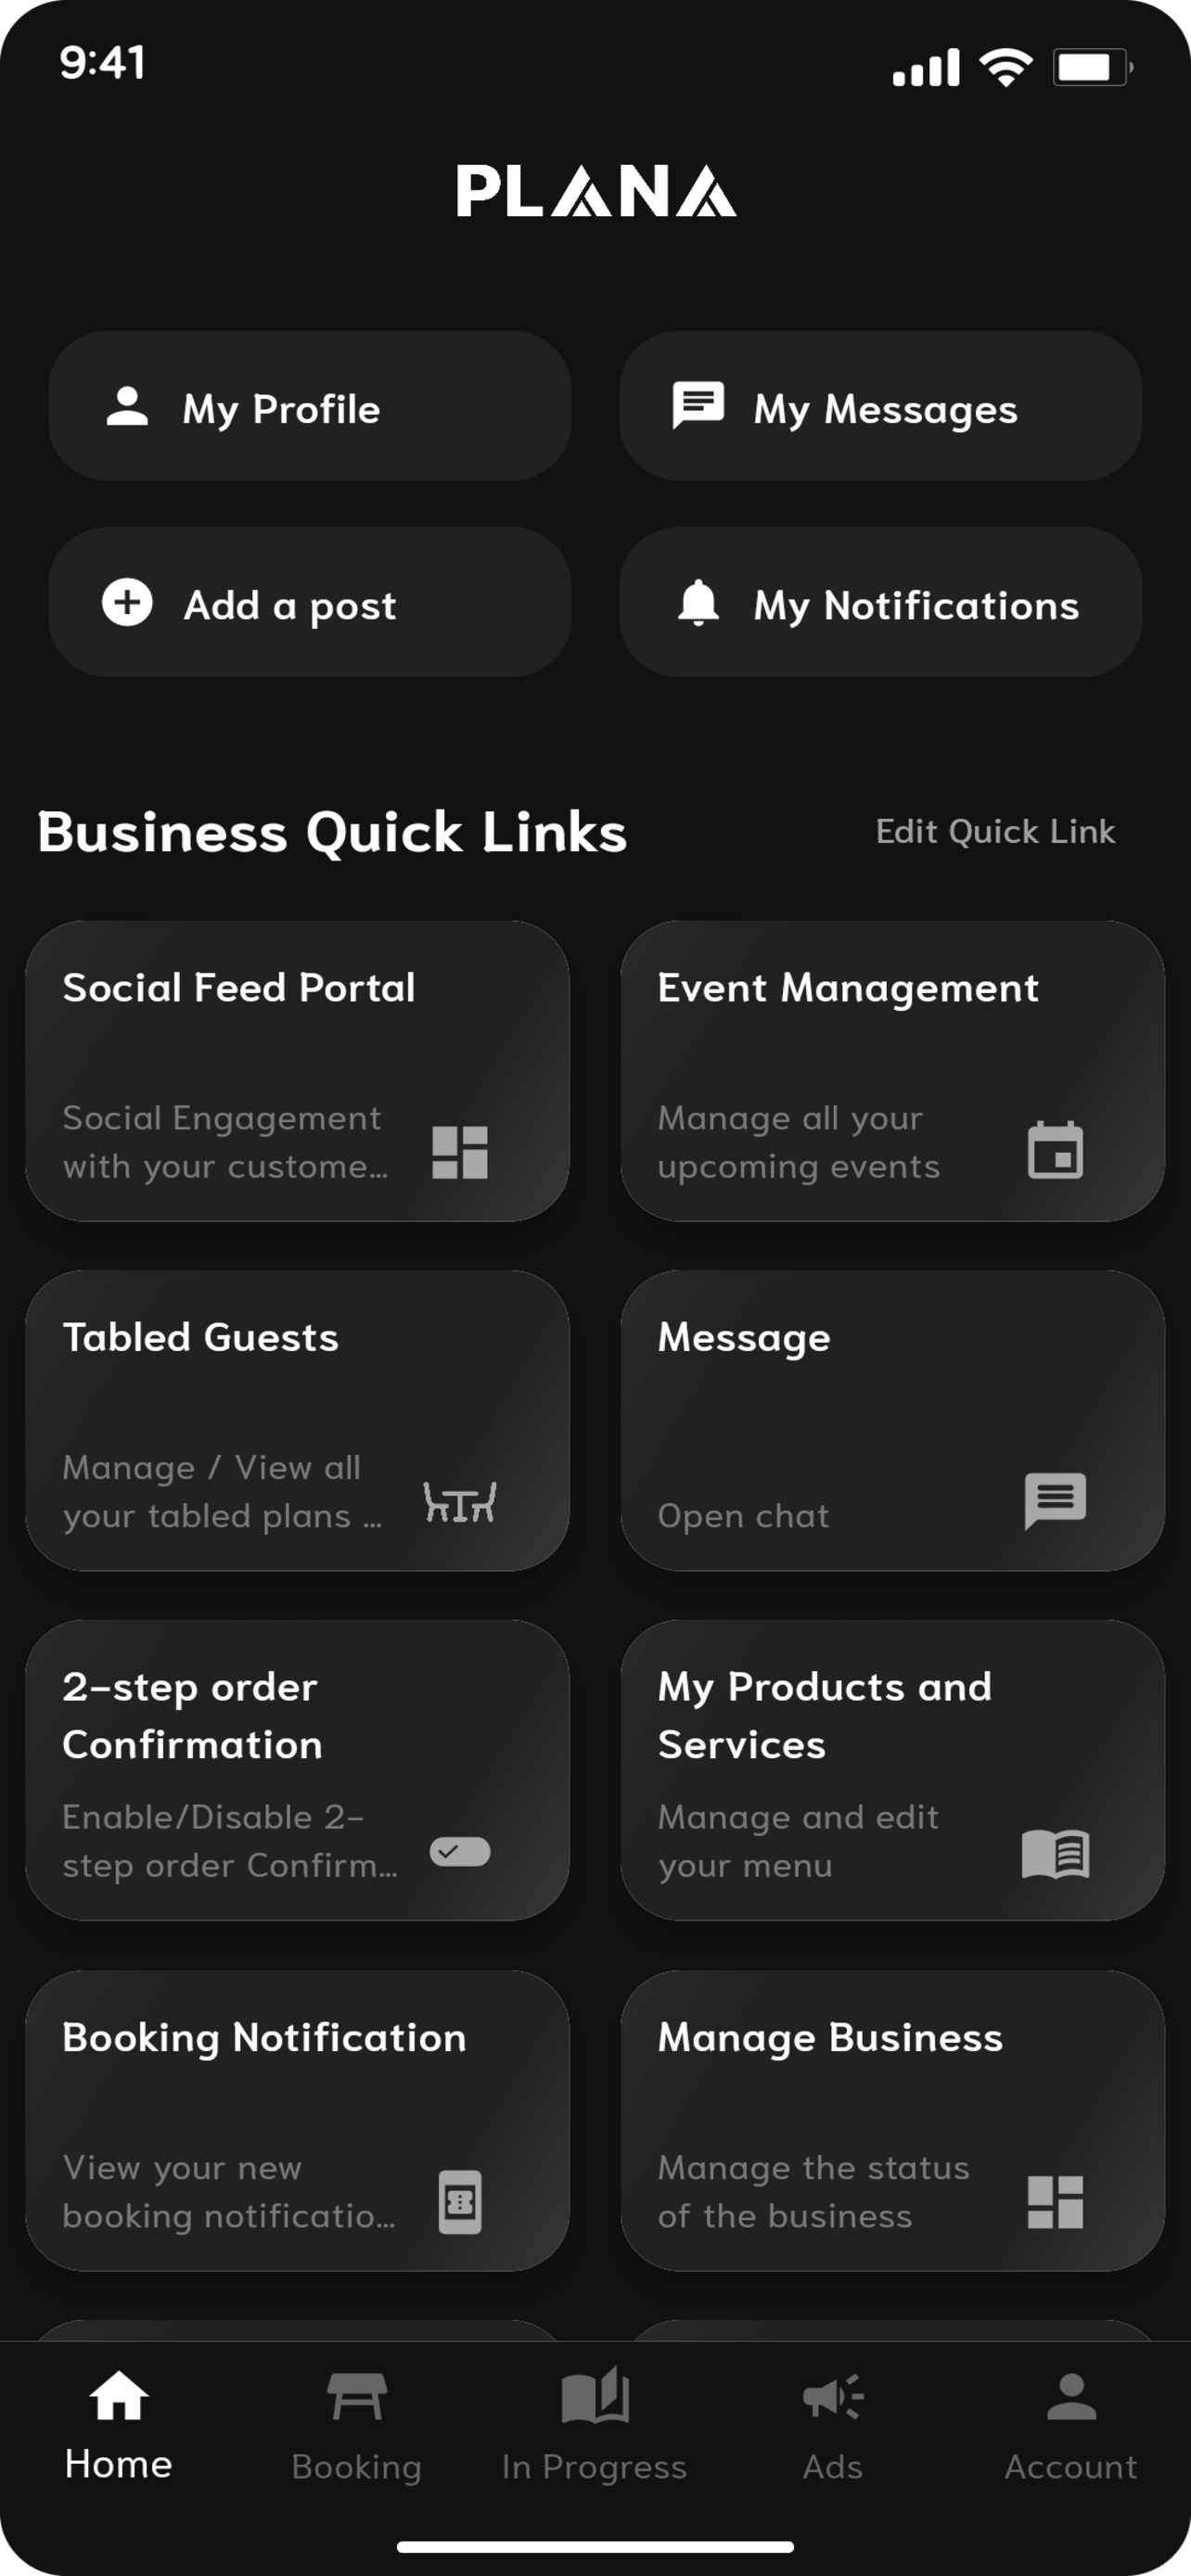 9:41
PLANA
My Profile
My Messages
Add a post
My Notifications
Business Quick Links
Edit Quick Link
Social Feed Portal
Social Engagement
with your custome...
Event Management
Manage all your
upcoming events
Tabled Guests
Manage / View all
your tabled plans ...
Message
Open chat
2-step order
Confirmation
Enable/Disable 2-
step order Confirm...
My Products and
Services
Manage and edit
your menu
Booking Notification
View your new
booking notificatio...
Manage Business
Manage the status
of the business
Home
Booking
In Progress
Ads
Account